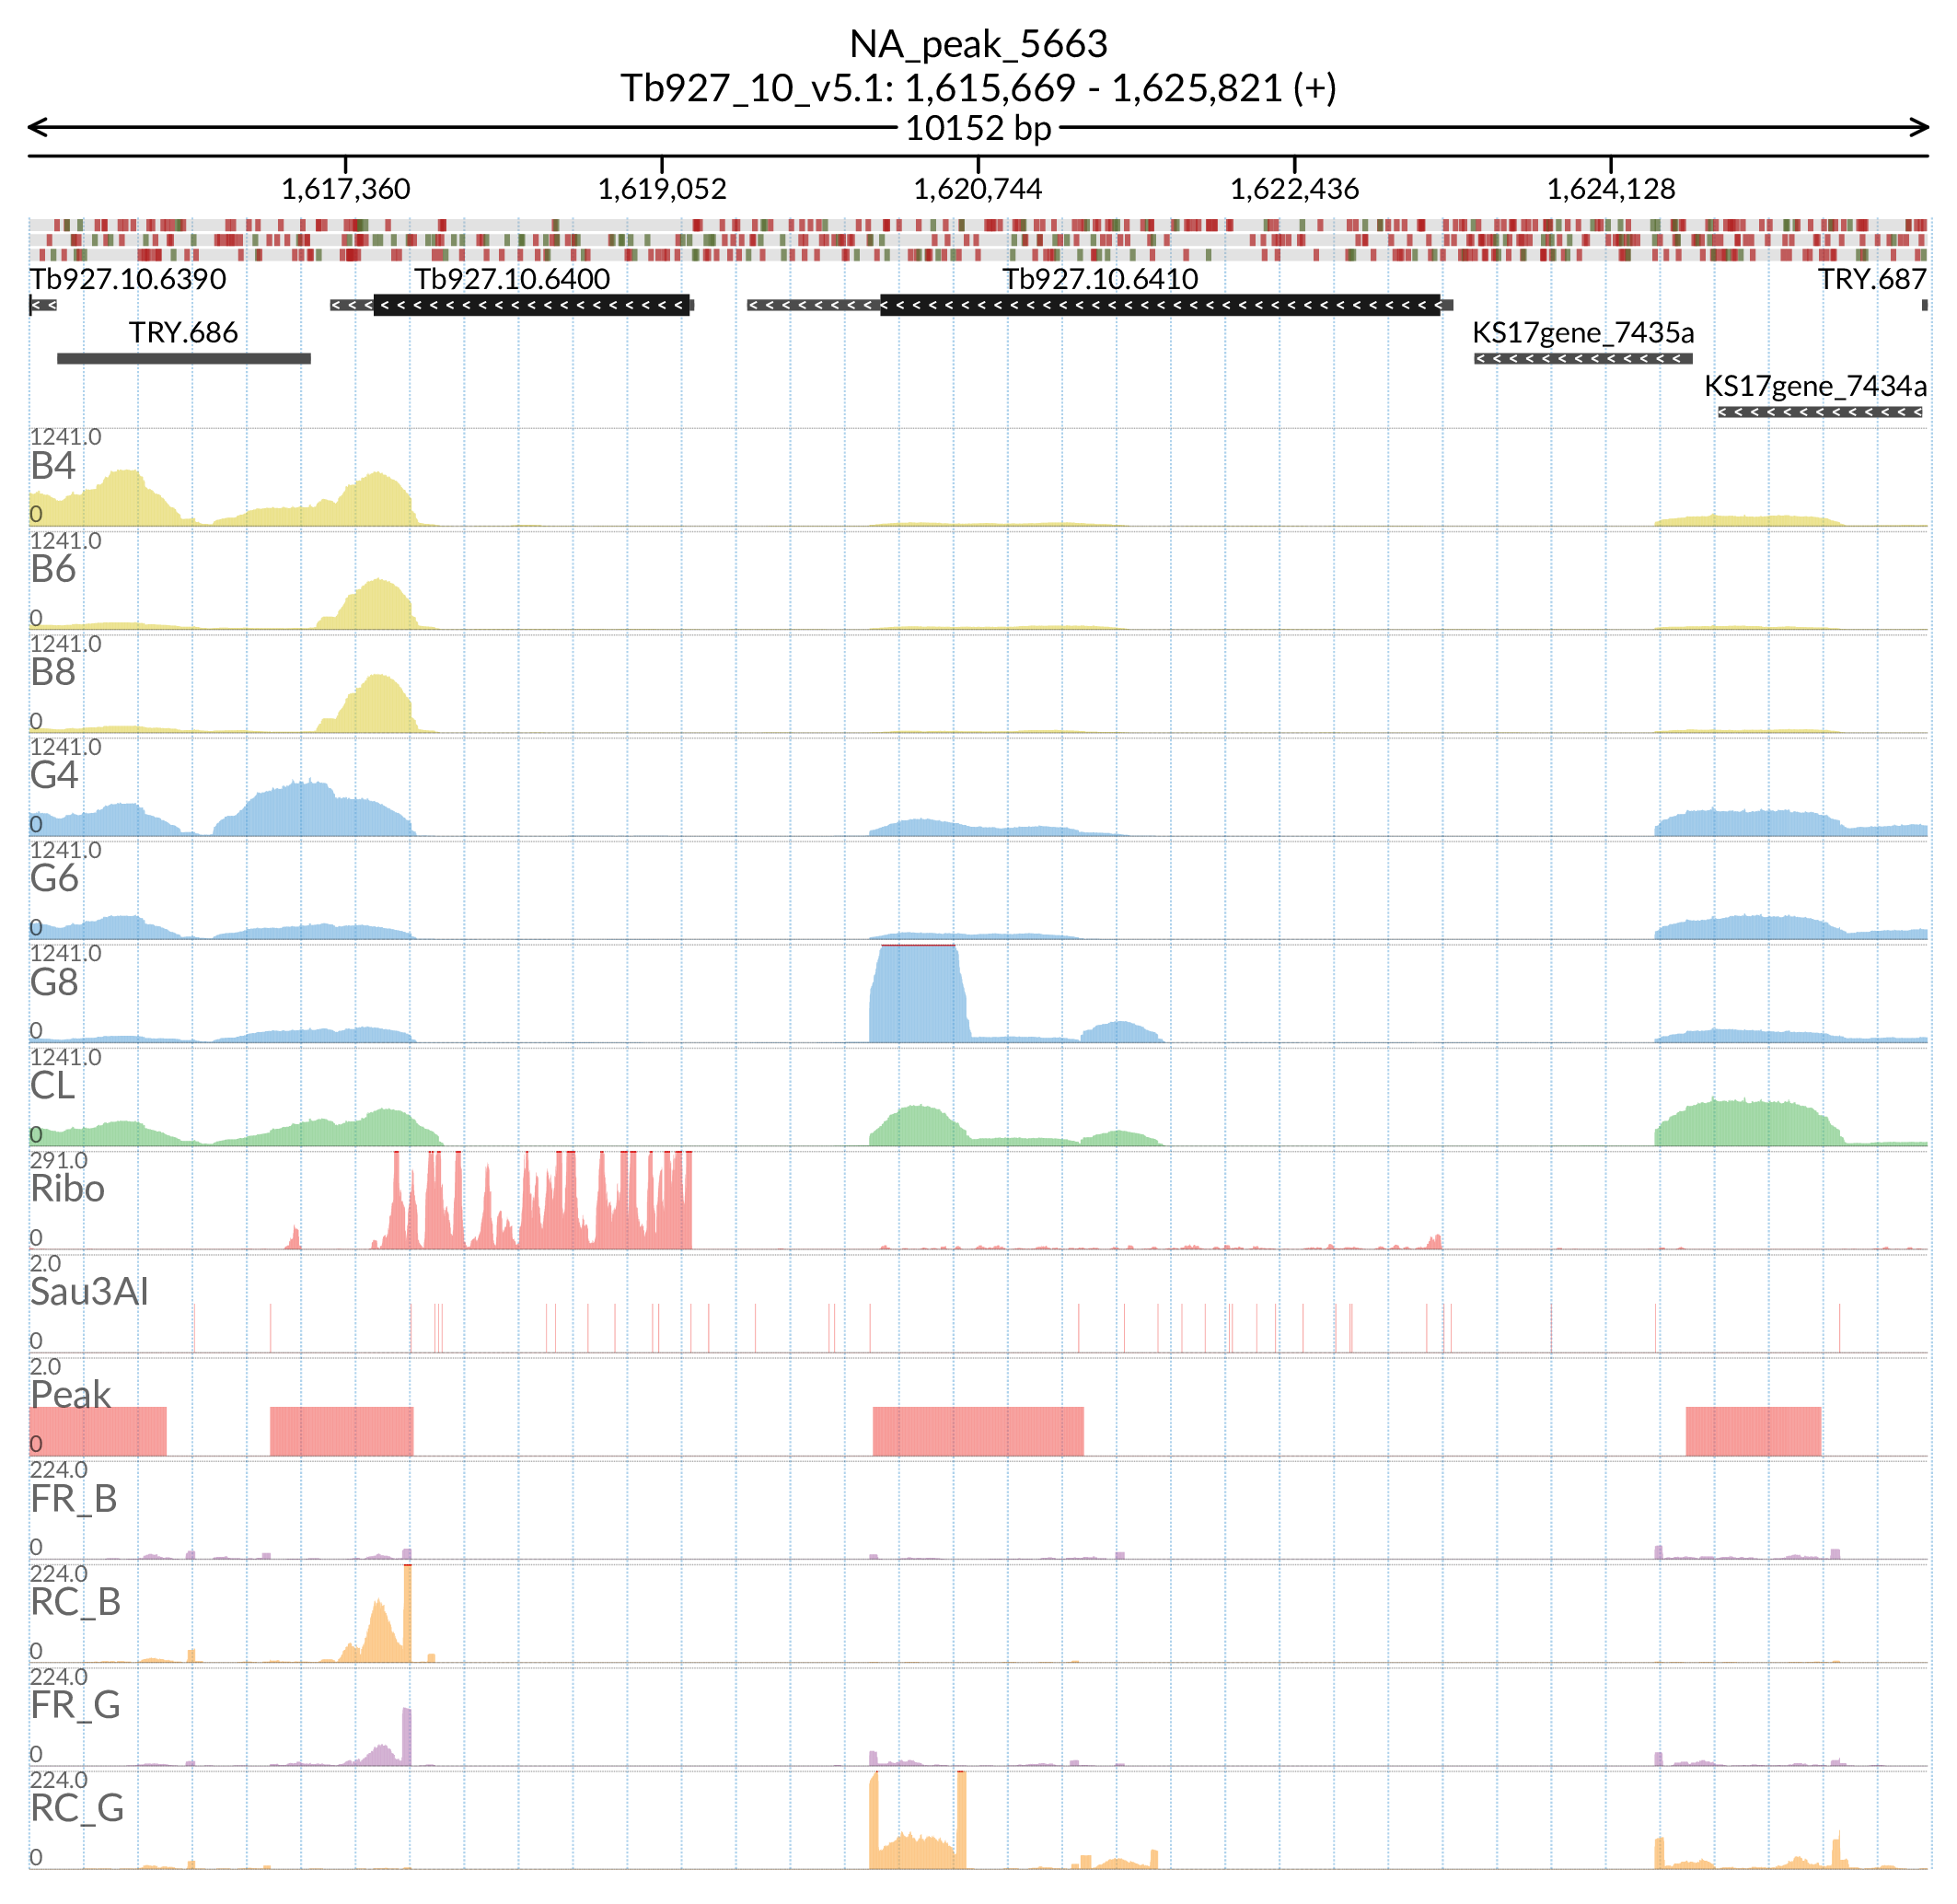 NA_peak_5663
Tb927_10_v5.1: 1,615,669 - 1,625,821 (+)
10152 bp
1,617,360 1,619,052 1,620,744 1,622,436 1,624,128
Tb927.10.6390 Tb927.10.6400 Tb927.10.6410 TRY.687
TRY.686 KS17gene_7435a
KS17gene_7434a
1241.0
B4
0
1241.0
B6
0
1241.0
B8
0
1241.0
G4
0
1241.0
G6
0
1241.0
G8
0
1241.0
CL
0
291.0
Ribo
0
2.0
Sau3AI
0
2.0
Peak
0
224.0
FR_B
0
224.0
RC_B
0
224.0
FR_G
0
224.0
RC_G
0